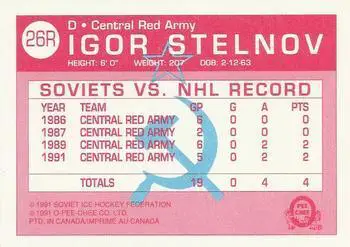 26R
D • Central Red Army
IGOR STELNOV
HEIGHT: 6' 0" WEIGHT: 207 DOB: 2-12-63
SOVIETS VS. NHL RECORD
YEAR TEAM GP G A PTS
1986 CENTRAL RED ARMY 6 0 0 0
1987 CENTRAL RED ARMY 2 0 0 0
1989 CENTRAL RED ARMY 6 0 2 2
1991 CENTRAL RED ARMY 5 0 2 2
TOTALS 19 0 4 4
© 1991 SOVIET ICE HOCKEY FEDERATION
© 1991 O-PEE-CHEE CO. LTD.
PTD. IN CANADA/IMPRIME AU CANADA
O PEE CHEE